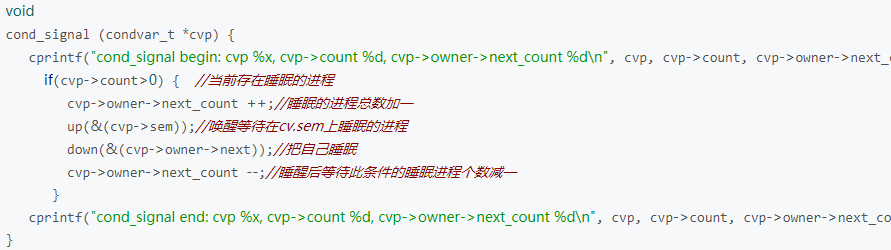 void
cond_signal (condvar_t *cvp) {
cprintf("cond_signal begin: cvp %x, cvp->count %d, cvp->owner->next_count %d\n", cvp, cvp->count, cvp->owner->next_c
if(cvp->count>0) { //当前存在睡眠的进程
cvp->owner->next_count ++;//睡眠的进程总数加一
up(&(cvp->sem));//唤醒等待在cv.sem上睡眠的进程
down(&(cvp->owner->next));//把自己睡眠
cvp->owner->next_count --;//睡醒后等待此条件的睡眠进程个数减一
}
cprintf("cond_signal end: cvp %x, cvp->count %d, cvp->owner->next_count %d\n", cvp, cvp->count, cvp->owner->next_co
}